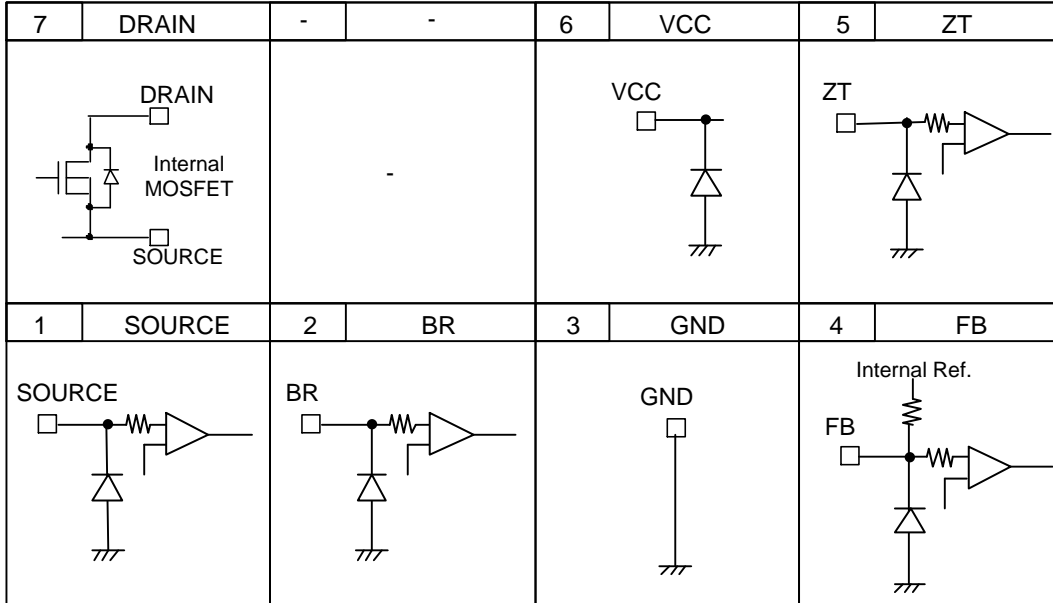 7 DRAIN - - 6 VCC 5 ZT
DRAIN
Internal
MOSFET
SOURCE
-
VCC
ZT
1 SOURCE 2 BR 3 GND 4 FB
SOURCE
BR
GND
Internal Ref.
FB